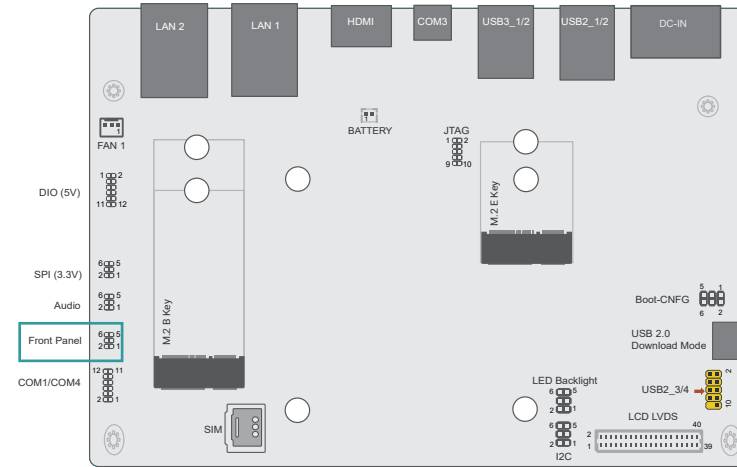 LAN 2
LAN 1
HDMI
COM3
USB3_1/2
USB2_1/2
DC-IN
1
FAN 1
1
BATTERY
JTAG
1 2
9 10
DIO (5V)
1 2
11 12
M.2 E Key
SPI (3.3V)
6 5
2 1
Audio
6 5
2 1
Front Panel
6 5
2 1
M.2 B Key
COM1/COM4
12 11
2 1
SIM
Boot-CNFG
5 1
6 2
USB 2.0
Download Mode
USB2_3/4
2
10
LED Backlight
6 5
2 1
6 5
2 1
I2C
LCD LVDS
2 40
1 39